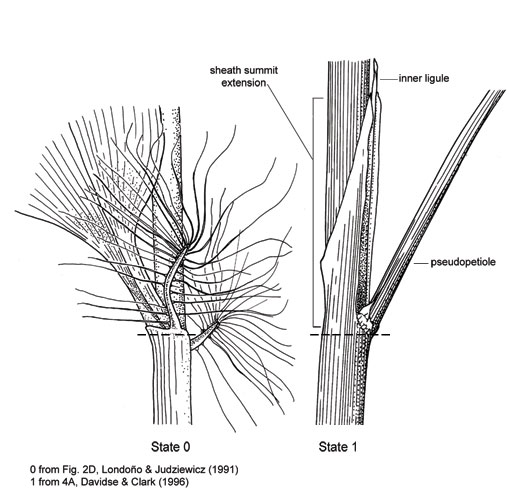 sheath summit
extension
inner ligule
pseudopetiole
State 0
State 1
0 from Fig. 2D, Londoño & Judziewicz (1991)
1 from 4A, Davidse & Clark (1996)